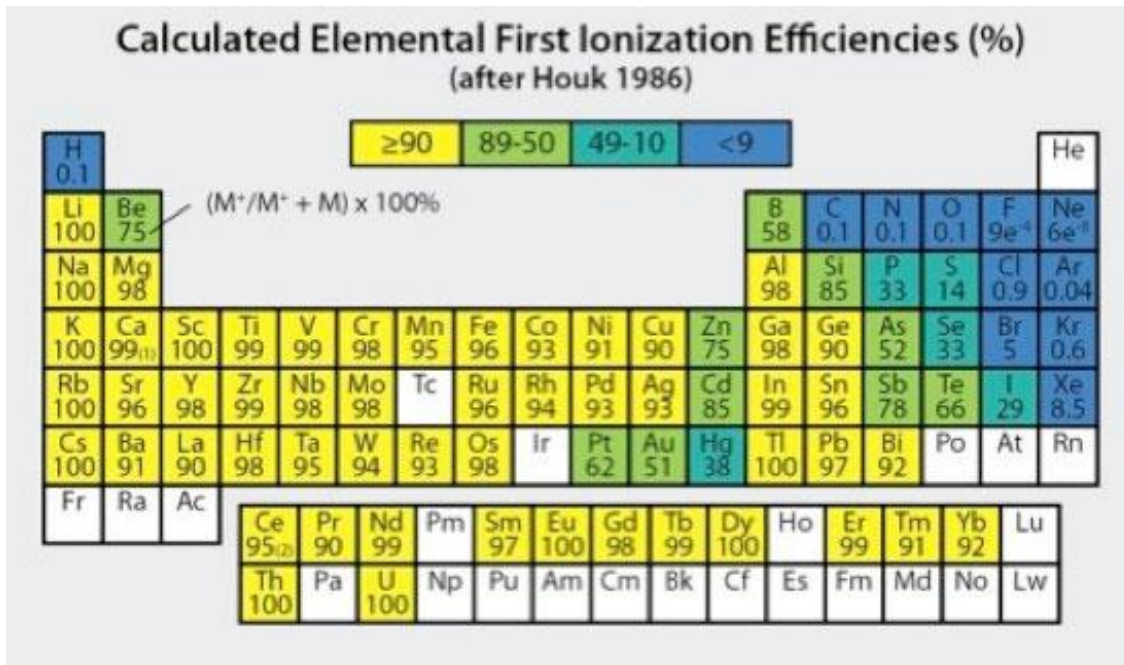 Calculated Elemental First Ionization Efficiencies (%)
(after Houk 1986)
≥90 89-50 49-10 <9
H He
0.1
(M⁺/M⁺ + M) x 100%
Li Be B C N O F Ne
100 75 58 0.1 0.1 0.1 9e⁻⁴ 6e⁻⁶
Na Mg Al Si P S Cl Ar
100 98 98 85 33 14 0.9 0.04
K Ca Sc Ti V Cr Mn Fe Co Ni Cu Zn Ga Ge As Se Br Kr
100 99(1) 100 99 99 98 95 96 93 91 90 75 98 90 52 33 5 0.6
Rb Sr Y Zr Nb Mo Tc Ru Rh Pd Ag Cd In Sn Sb Te I Xe
100 96 98 99 98 98 96 94 93 93 85 99 96 78 66 29 8.5
Cs Ba La Hf Ta W Re Os Ir Pt Au Hg Tl Pb Bi Po At Rn
100 91 90 98 95 94 93 98 62 51 38 100 97 92
Fr Ra Ac
Ce Pr Nd Pm Sm Eu Gd Tb Dy Ho Er Tm Yb Lu
95(2) 90 99 97 100 98 99 100 99 91 92
Th Pa U Np Pu Am Cm Bk Cf Es Fm Md No Lw
100 100